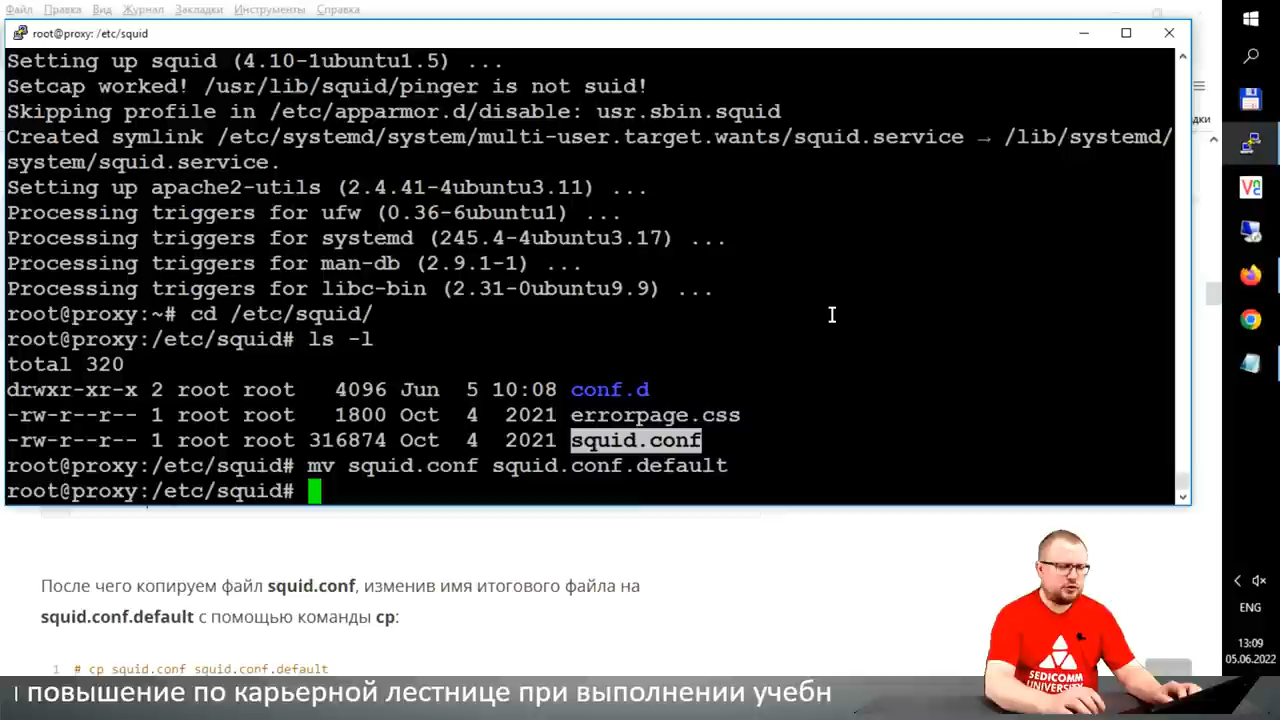 Файл Правка Вид Журнал Закладки Инструменты Справка
root@proxy: /etc/squid
Setting up squid (4.10-1ubuntu1.5) ...
Setcap worked! /usr/lib/squid/pinger is not suid!
Skipping profile in /etc/apparmor.d/disable: usr.sbin.squid
Created symlink /etc/systemd/system/multi-user.target.wants/squid.service → /lib/systemd/
system/squid.service.
Setting up apache2-utils (2.4.41-4ubuntu3.11) ...
Processing triggers for ufw (0.36-6ubuntu1) ...
Processing triggers for systemd (245.4-4ubuntu3.17) ...
Processing triggers for man-db (2.9.1-1) ...
Processing triggers for libc-bin (2.31-0ubuntu9.9) ...
root@proxy:~# cd /etc/squid/
root@proxy:/etc/squid# ls -l
total 320
drwxr-xr-x 2 root root 4096 Jun 5 10:08 conf.d
-rw-r--r-- 1 root root 1800 Oct 4 2021 errorpage.css
-rw-r--r-- 1 root root 316874 Oct 4 2021 squid.conf
root@proxy:/etc/squid# mv squid.conf squid.conf.default
root@proxy:/etc/squid#
После чего копируем файл squid.conf, изменив имя итогового файла на
squid.conf.default с помощью команды cp:
1 # cp squid.conf squid.conf.default
повышение по карьерной лестнице при выполнении учебн
SEDICOMM
UNIVERSITY
ENG
13:09
05.06.2022